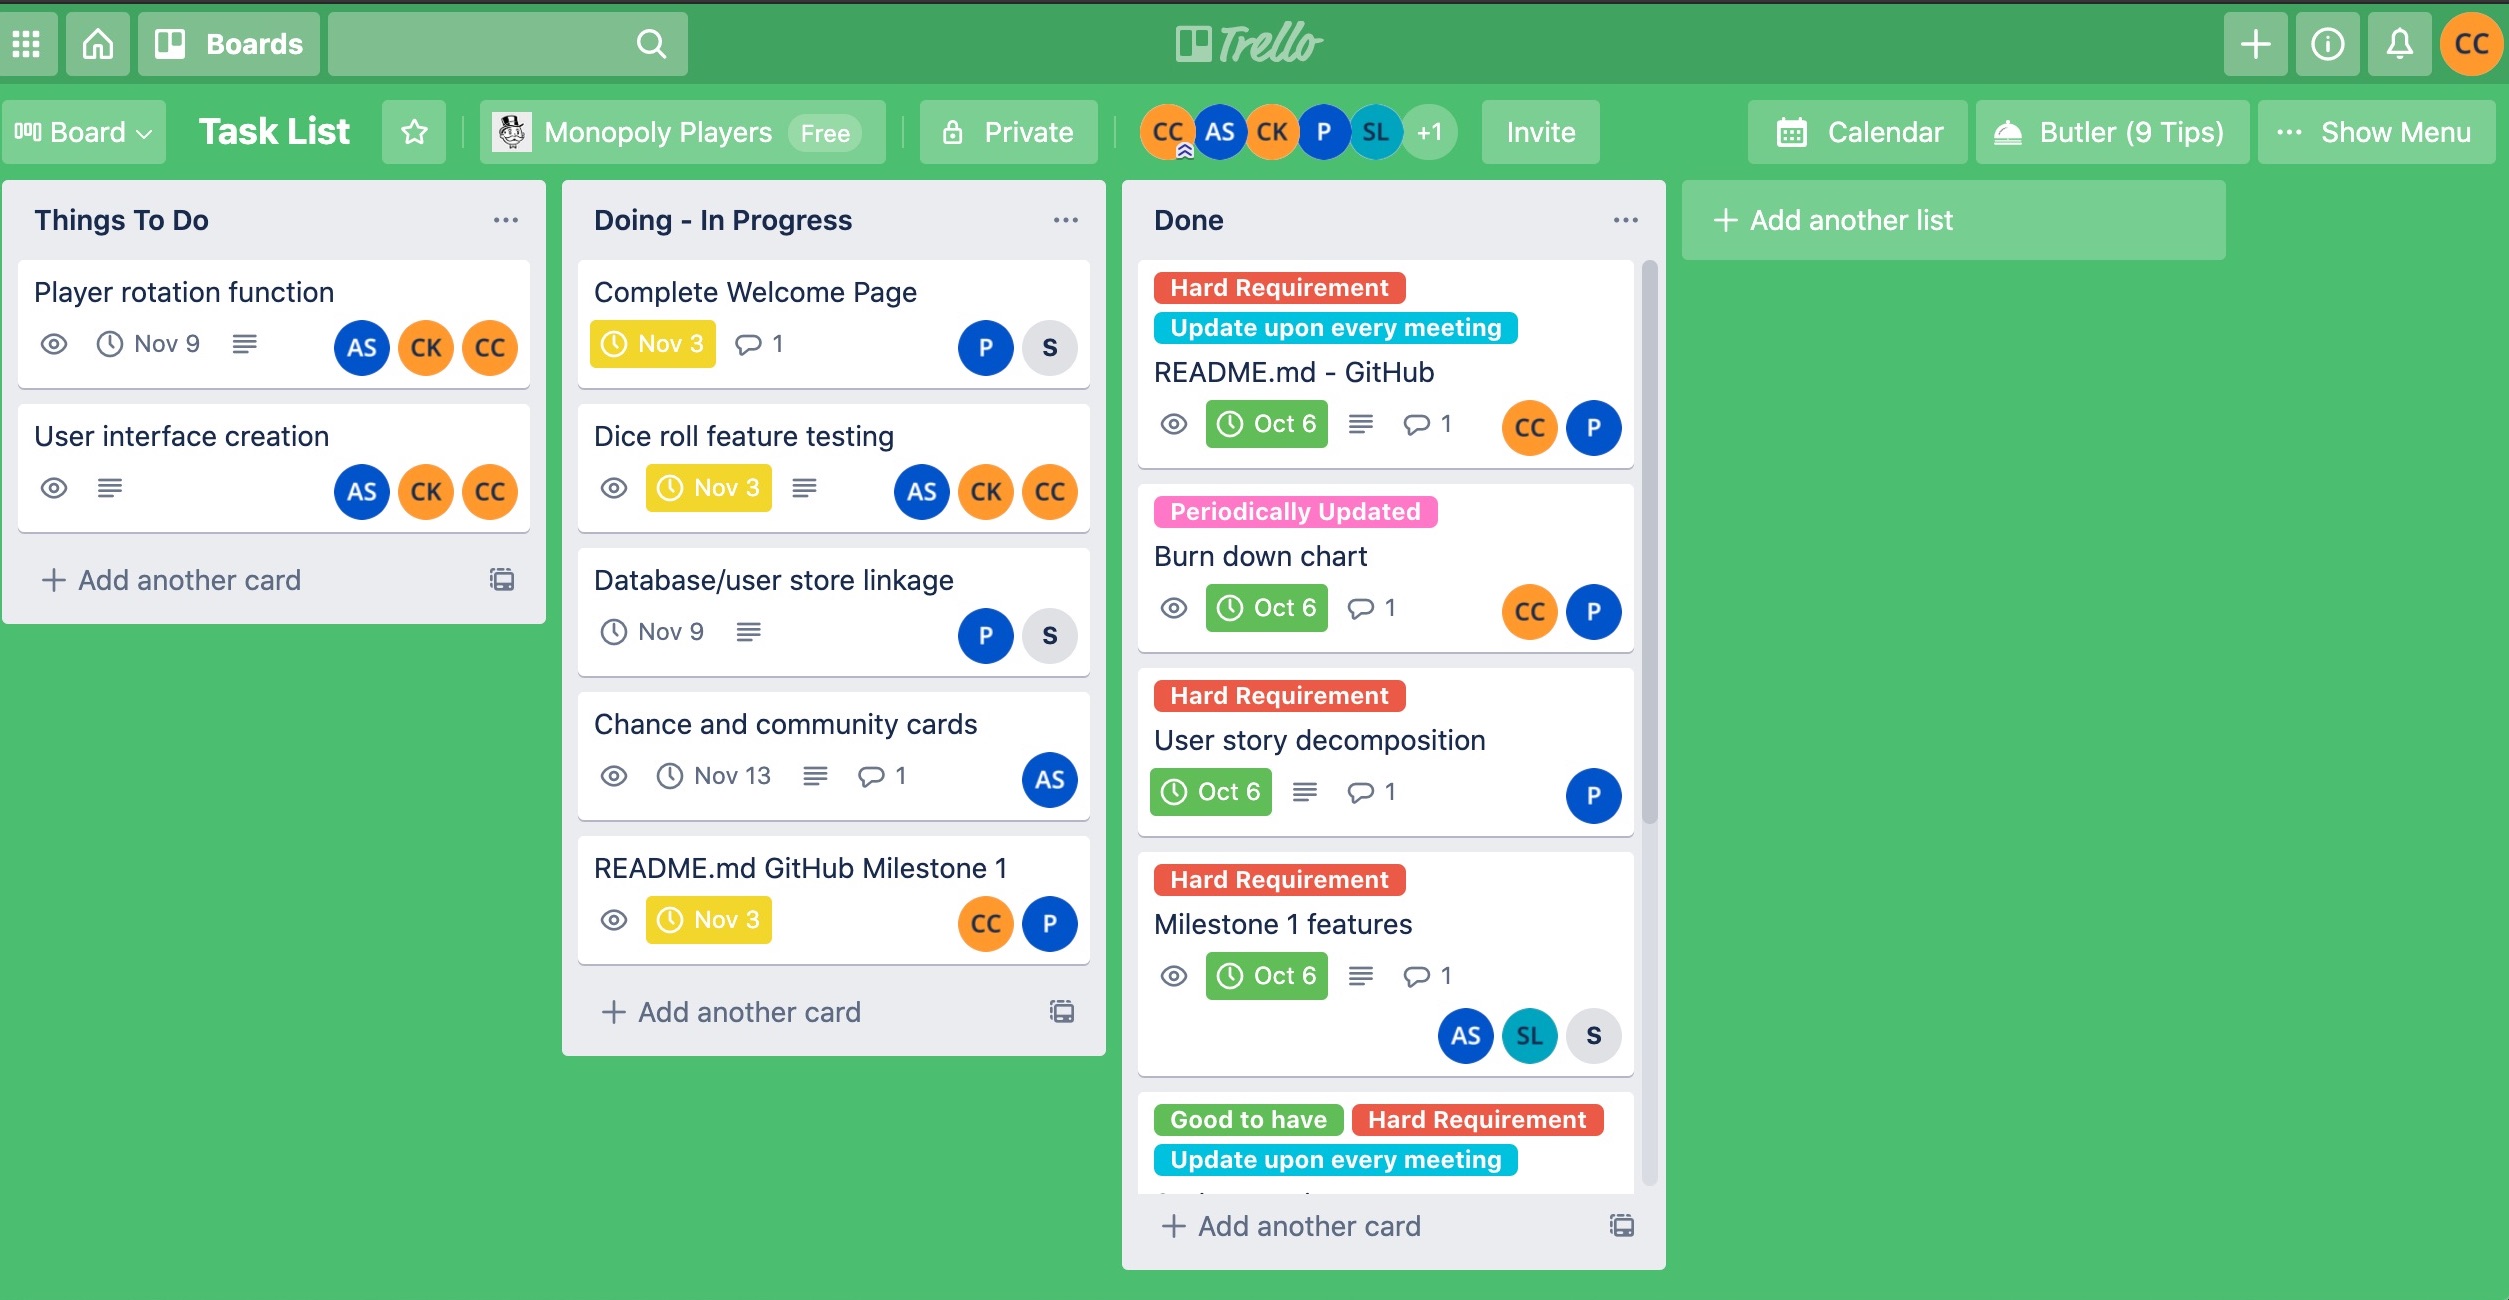 Boards
Trello
CC
Board
Task List
Monopoly Players Free
Private
CC AS CK P SL +1
Invite
Calendar
Butler (9 Tips)
Show Menu
Things To Do
Player rotation function
Nov 9
AS CK CC
User interface creation
AS CK CC
Add another card
Doing - In Progress
Complete Welcome Page
Nov 3 1
P S
Dice roll feature testing
Nov 3
AS CK CC
Database/user store linkage
Nov 9
P S
Chance and community cards
Nov 13 1
AS
README.md GitHub Milestone 1
Nov 3
CC P
Add another card
Done
Hard Requirement
Update upon every meeting
README.md - GitHub
Oct 6 1
CC P
Periodically Updated
Burn down chart
Oct 6 1
CC P
Hard Requirement
User story decomposition
Oct 6 1
P
Hard Requirement
Milestone 1 features
Oct 6 1
AS SL S
Good to have Hard Requirement
Update upon every meeting
Add another card
Add another list